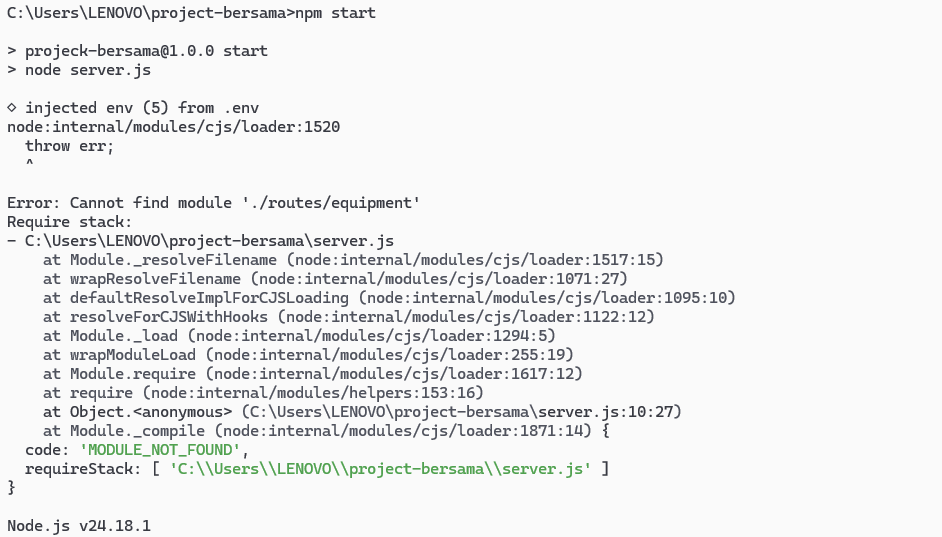 C:\Users\LENOVO\project-bersama>npm start
> projeck-bersama@1.0.0 start
> node server.js
◇ injected env (5) from .env
node:internal/modules/cjs/loader:1520
  throw err;
  ^
Error: Cannot find module './routes/equipment'
Require stack:
- C:\Users\LENOVO\project-bersama\server.js
    at Module._resolveFilename (node:internal/modules/cjs/loader:1517:15)
    at wrapResolveFilename (node:internal/modules/cjs/loader:1071:27)
    at defaultResolveImplForCJSLoading (node:internal/modules/cjs/loader:1095:10)
    at resolveForCJSWithHooks (node:internal/modules/cjs/loader:1122:12)
    at Module._load (node:internal/modules/cjs/loader:1294:5)
    at wrapModuleLoad (node:internal/modules/cjs/loader:255:19)
    at Module.require (node:internal/modules/cjs/loader:1617:12)
    at require (node:internal/modules/helpers:153:16)
    at Object.<anonymous> (C:\Users\LENOVO\project-bersama\server.js:10:27)
    at Module._compile (node:internal/modules/cjs/loader:1871:14) {
  code: 'MODULE_NOT_FOUND',
  requireStack: [ 'C:\\Users\\LENOVO\\project-bersama\\server.js' ]
}
Node.js v24.18.1